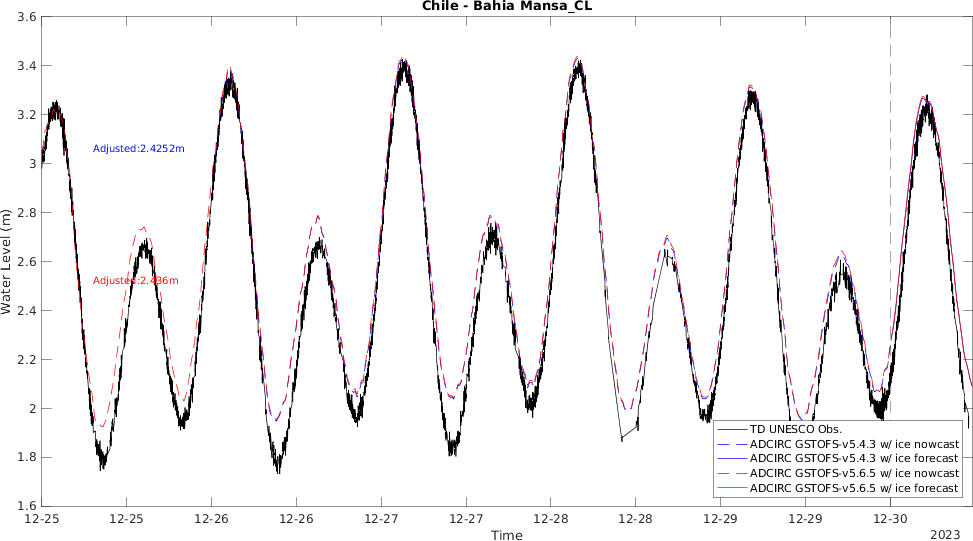 Chile - Bahia Mansa_CL
3.6
3.4
3.2
3
2.8
2.6
2.4
2.2
2
1.8
1.6
Water Level (m)
Adjusted:2.4252m
Adjusted:2.436m
TD UNESCO Obs.
ADCIRC GSTOFS-v5.4.3 w/ ice nowcast
ADCIRC GSTOFS-v5.4.3 w/ ice forecast
ADCIRC GSTOFS-v5.6.5 w/ ice nowcast
ADCIRC GSTOFS-v5.6.5 w/ ice forecast
12-25 12-25 12-26 12-26 12-27 12-27 12-28 12-28 12-29 12-29 12-30
Time
2023